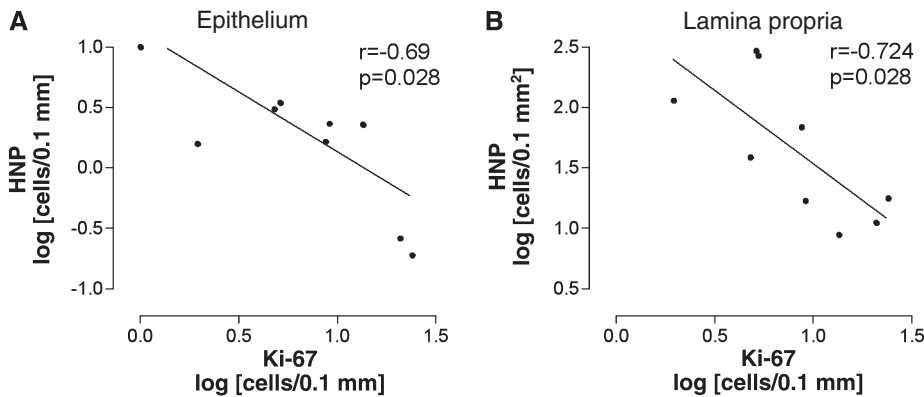 A
Epithelium
r=-0.69
p=0.028
1.0
0.5
0.0
-0.5
-1.0
HNP
log [cells/0.1 mm]
0.0 0.5 1.0 1.5
Ki-67
log [cells/0.1 mm]
B
Lamina propria
r=-0.724
p=0.028
2.5
2.0
1.5
1.0
0.5
HNP
log [cells/0.1 mm²]
0.0 0.5 1.0 1.5
Ki-67
log [cells/0.1 mm]